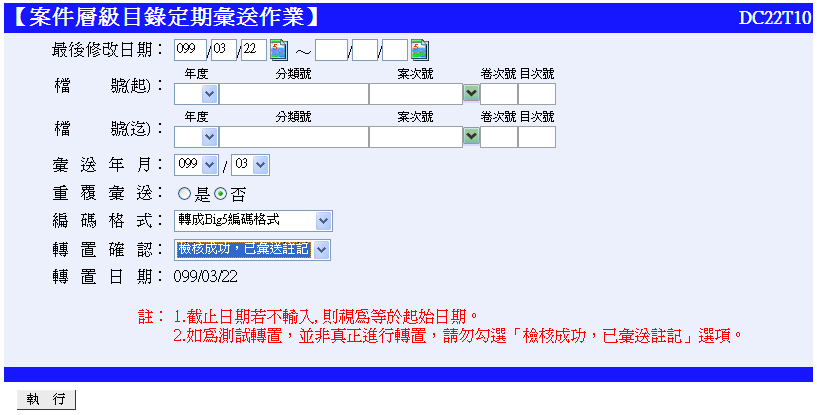 【案件層級目錄定期彙送作業】 DC22T10
最後修改日期： 099/03/22 ～ / /
年度 分類號 案次號 卷次號 目次號
檔 號(起)：
年度 分類號 案次號 卷次號 目次號
檔 號(迄)：
彙 送 年 月： 099 / 03
重 覆 彙 送： 是 否
編 碼 格 式： 轉成Big5編碼格式
轉 置 確 認： 檢核成功，已彙送註記
轉 置 日 期： 099/03/22
註： 1.截止日期若不輸入,則視為等於起始日期。
2.如為測試轉置，並非真正進行轉置，請勿勾選「檢核成功，已彙送註記」選項。
執 行